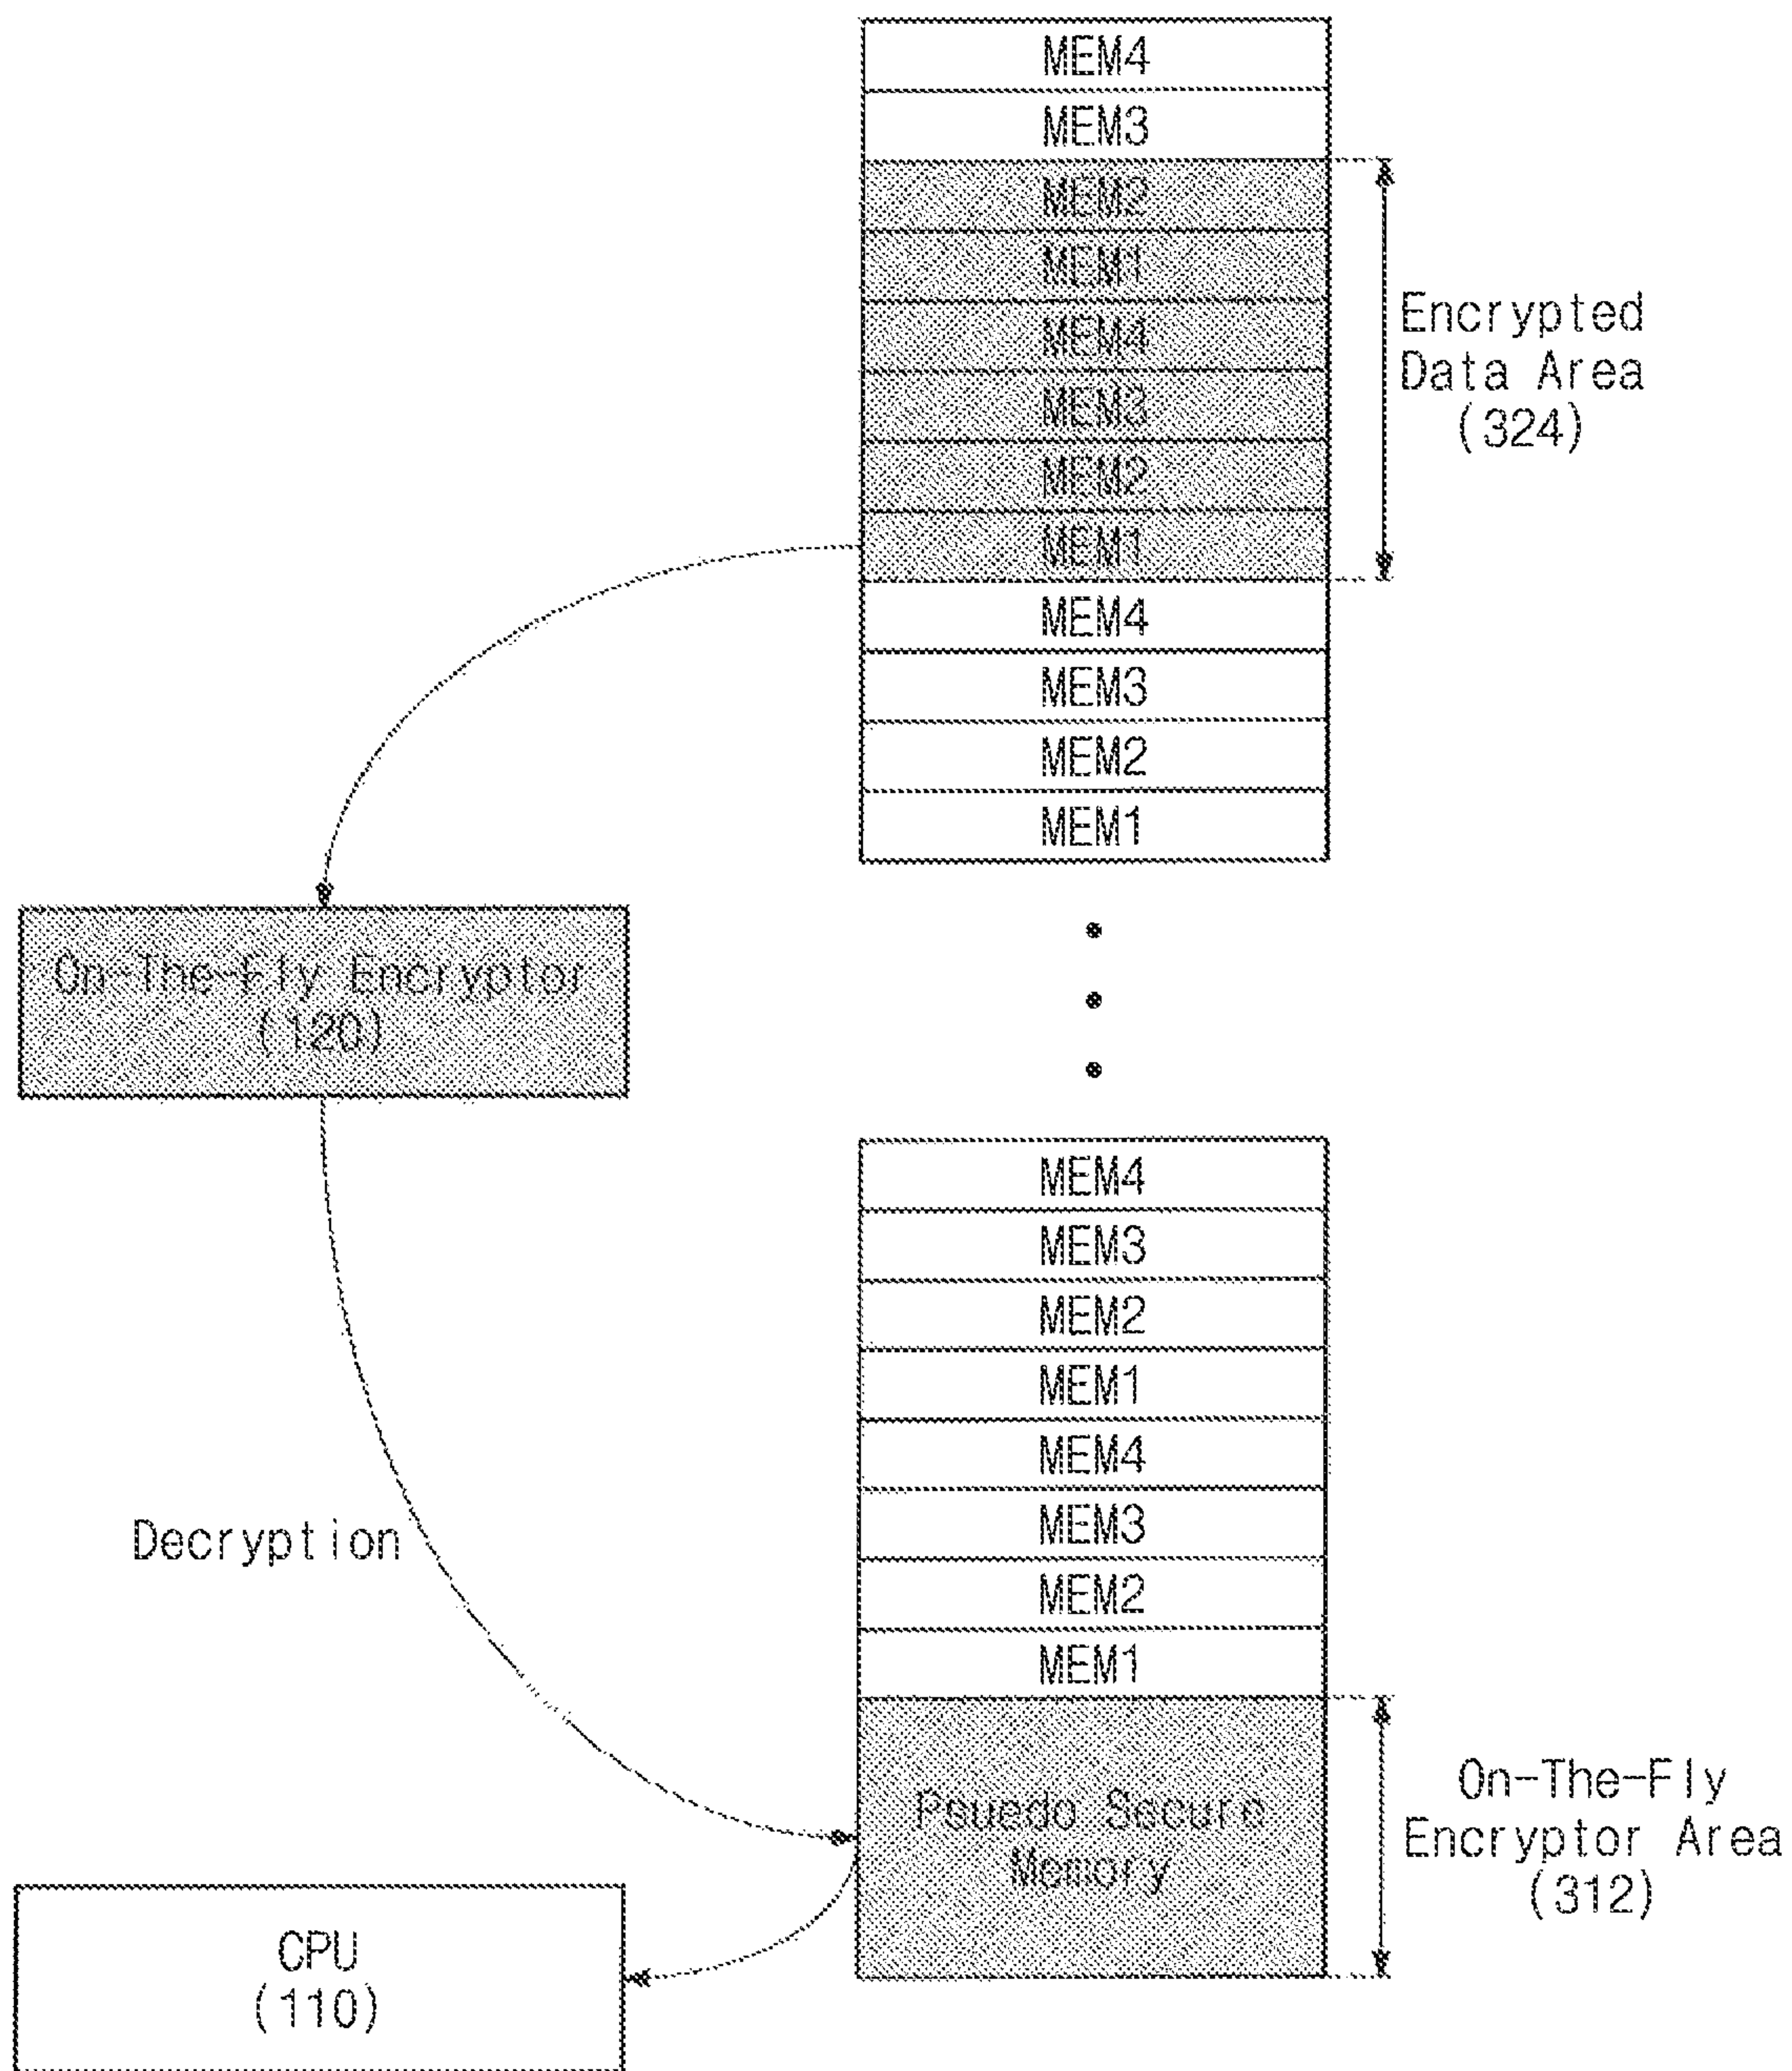 MEM4
MEM3
MEM2
MEM1
MEM4
MEM3
MEM2
MEM1
Encrypted
Data Area
(324)
MEM4
MEM3
MEM2
MEM1
On-The-Fly Encryptor
(120)
MEM4
MEM3
MEM2
MEM1
MEM4
MEM3
MEM2
MEM1
Decryption
Psuedo Secure
Memory
On-The-Fly
Encryptor Area
(312)
CPU
(110)